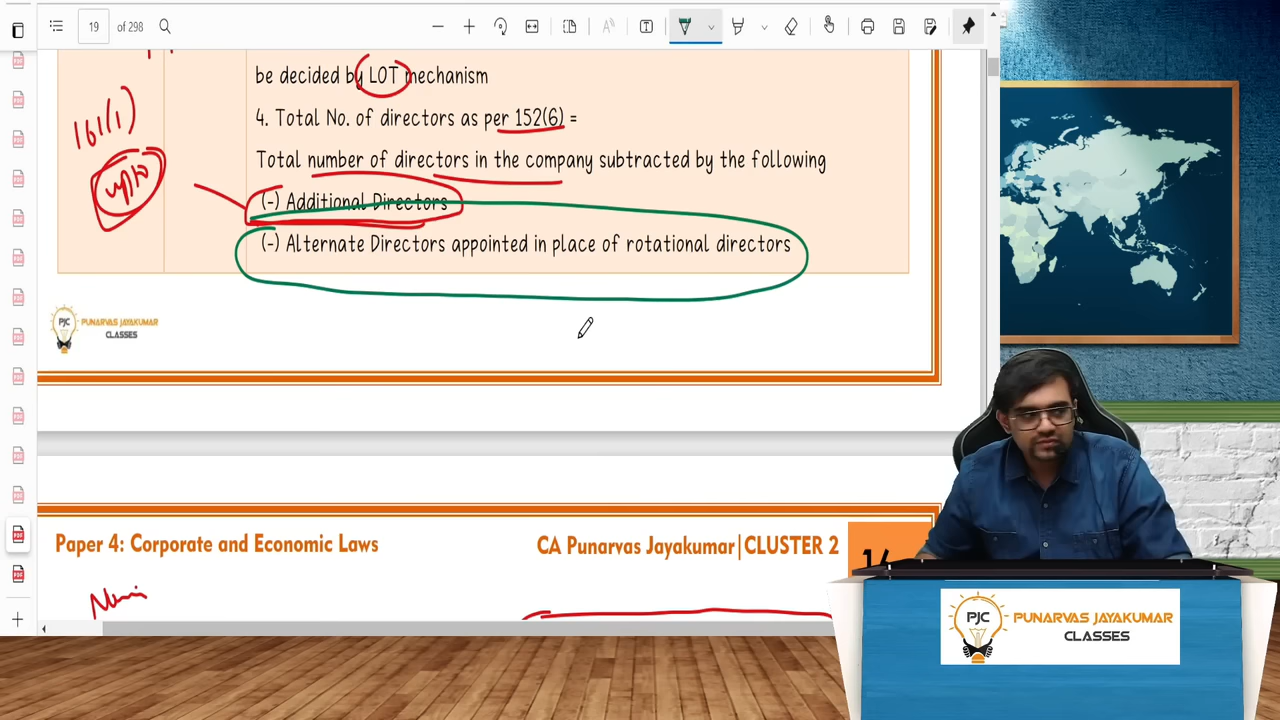 19 of 298
be decided by LOT mechanism
161(1)
upto
4. Total No. of directors as per 152(6) =
Total number of directors in the company subtracted by the following
(-) Additional Directors
(-) Alternate Directors appointed in place of rotational directors
PJC PUNARVAS JAYAKUMAR
CLASSES
Paper 4: Corporate and Economic Laws
CA Punarvas Jayakumar|CLUSTER 2
PJC PUNARVAS JAYAKUMAR
CLASSES